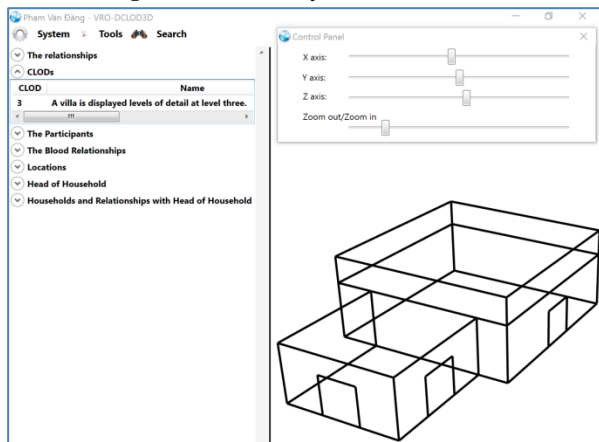 Phạm Văn Đăng - VRO-DCLOD3D
System Tools Search
The relationships
CLODs
CLOD Name
3 A villa is displayed levels of detail at level three.
The Participants
The Blood Relationships
Locations
Head of Household
Households and Relationships with Head of Household
Control Panel
X axis:
Y axis:
Z axis:
Zoom out/Zoom in